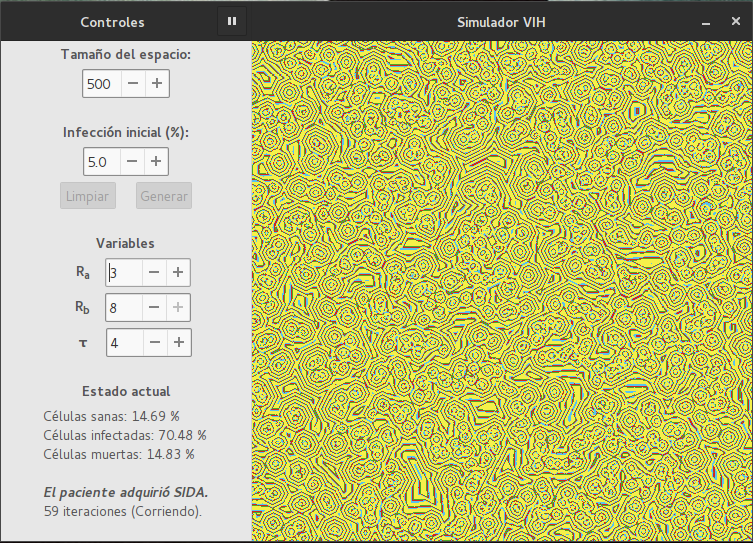 Controles
Simulador VIH
Tamaño del espacio:
500
Infección inicial (%):
5.0
Limpiar Generar
Variables
Ra 3
Rb 8
τ 4
Estado actual
Células sanas: 14.69 %
Células infectadas: 70.48 %
Células muertas: 14.83 %
El paciente adquirió SIDA.
59 iteraciones (Corriendo).